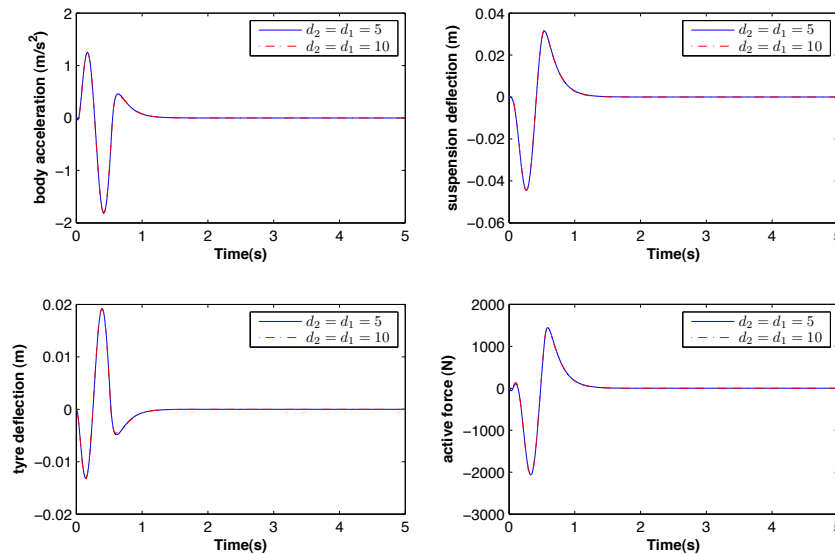 2
1
0
−1
−2
body acceleration (m/s²)
d₂ = d₁ = 5
d₂ = d₁ = 10
0 1 2 3 4 5
Time(s)
0.04
0.02
0
−0.02
−0.04
−0.06
suspension deflection (m)
d₂ = d₁ = 5
d₂ = d₁ = 10
0 1 2 3 4 5
Time(s)
0.02
0.01
0
−0.01
−0.02
tyre deflection (m)
d₂ = d₁ = 5
d₂ = d₁ = 10
0 1 2 3 4 5
Time(s)
2000
1000
0
−1000
−2000
−3000
active force (N)
d₂ = d₁ = 5
d₂ = d₁ = 10
0 1 2 3 4 5
Time(s)